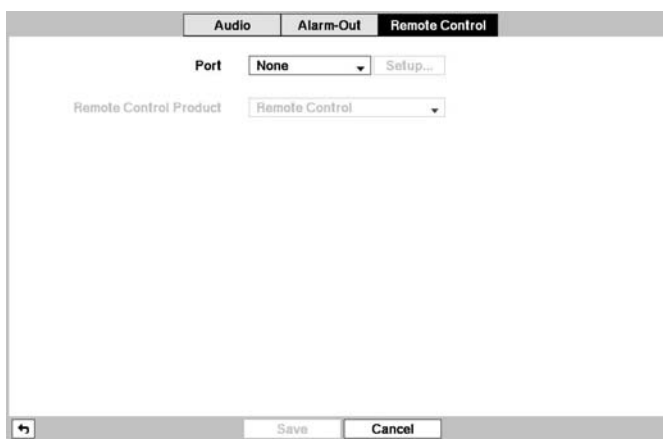 Audio Alarm-Out Remote Control
Port None Setup...
Remote Control Product Remote Control
Save Cancel